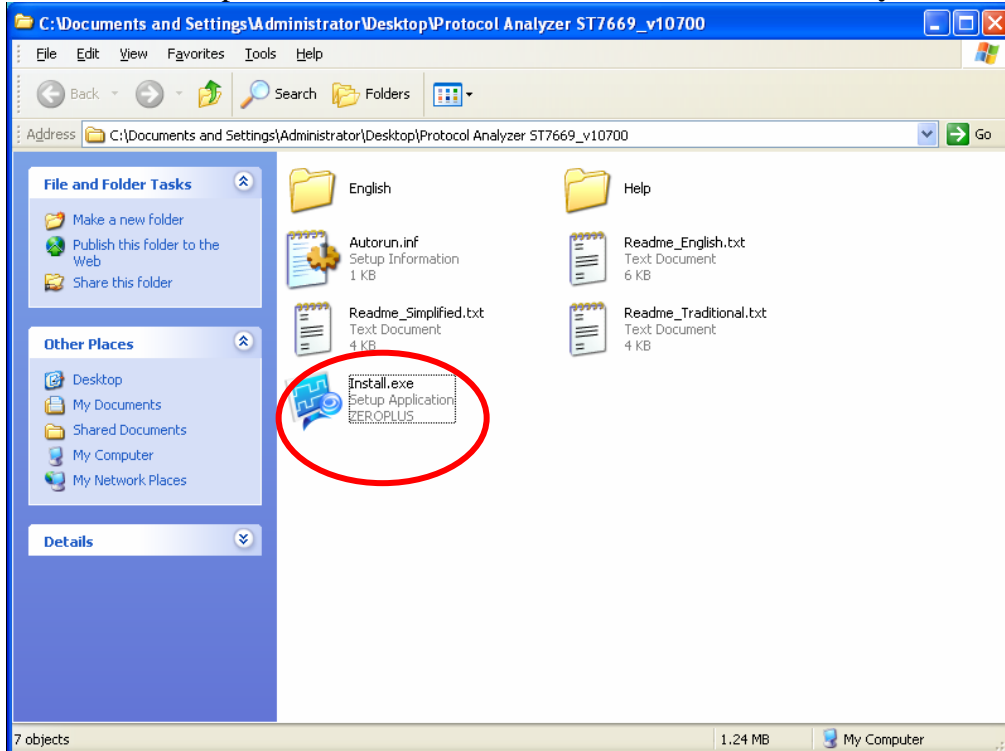 C:\Documents and Settings\Administrator\Desktop\Protocol Analyzer ST7669_v10700
File Edit View Favorites Tools Help
Back Search Folders
Address C:\Documents and Settings\Administrator\Desktop\Protocol Analyzer ST7669_v10700 Go
File and Folder Tasks
Make a new folder
Publish this folder to the
Web
Share this folder
Other Places
Desktop
My Documents
Shared Documents
My Computer
My Network Places
Details
English
Help
Autorun.inf
Setup Information
1 KB
Readme_English.txt
Text Document
6 KB
Readme_Simplified.txt
Text Document
4 KB
Readme_Traditional.txt
Text Document
4 KB
Install.exe
Setup Application
ZEROPLUS
7 objects 1.24 MB My Computer